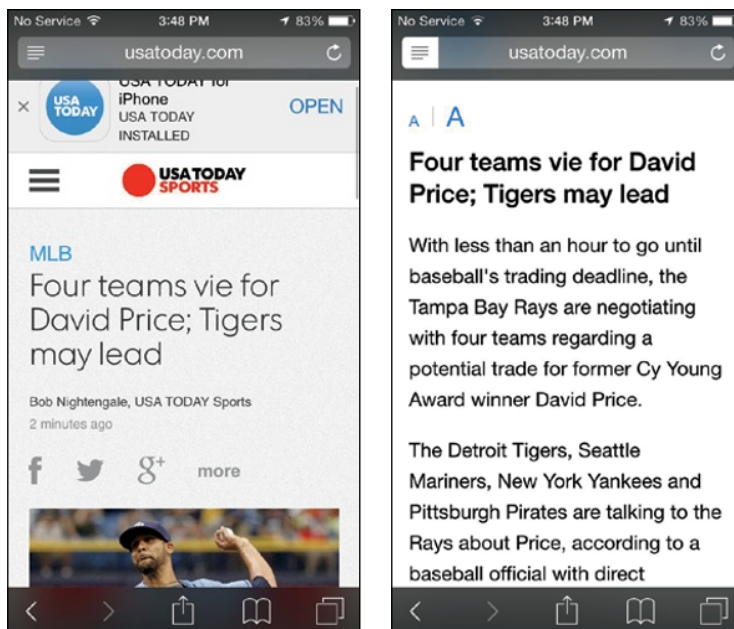 No Service 3:48 PM 83%
usatoday.com
USA TODAY for
iPhone
USA TODAY
INSTALLED
OPEN
USA
TODAY
USA TODAY
SPORTS
MLB
Four teams vie for
David Price; Tigers
may lead
Bob Nightengale, USA TODAY Sports
2 minutes ago
f g+ more
No Service 3:48 PM 83%
usatoday.com
A A
Four teams vie for David
Price; Tigers may lead
With less than an hour to go until
baseball's trading deadline, the
Tampa Bay Rays are negotiating
with four teams regarding a
potential trade for former Cy Young
Award winner David Price.
The Detroit Tigers, Seattle
Mariners, New York Yankees and
Pittsburgh Pirates are talking to the
Rays about Price, according to a
baseball official with direct